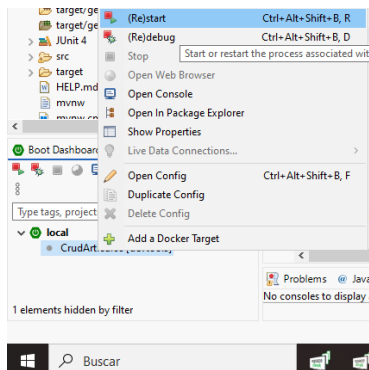 target/ge
target/ge
JUnit 4
src
target
HELP.md
mvnw
(Re)start Ctrl+Alt+Shift+B, R
(Re)debug Ctrl+Alt+Shift+B, D
Stop
Start or restart the process associated wit
Open Web Browser
Open Console
Open In Package Explorer
Show Properties
Live Data Connections...
Open Config Ctrl+Alt+Shift+B, F
Duplicate Config
Delete Config
Add a Docker Target
Boot Dashboard
Type tags, project
local
1 elements hidden by filter
Problems @ Java
No consoles to display
Buscar